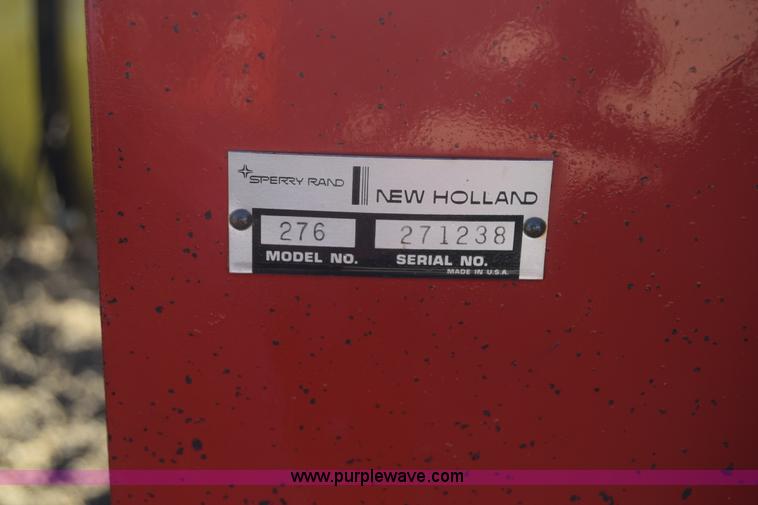 SPERRY RAND NEW HOLLAND
276 271238
MODEL NO. SERIAL NO.
MADE IN U.S.A.
www.purplewave.com